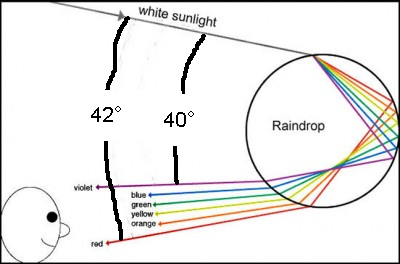 white sunlight
42°
40°
Raindrop
violet
blue
green
yellow
orange
red